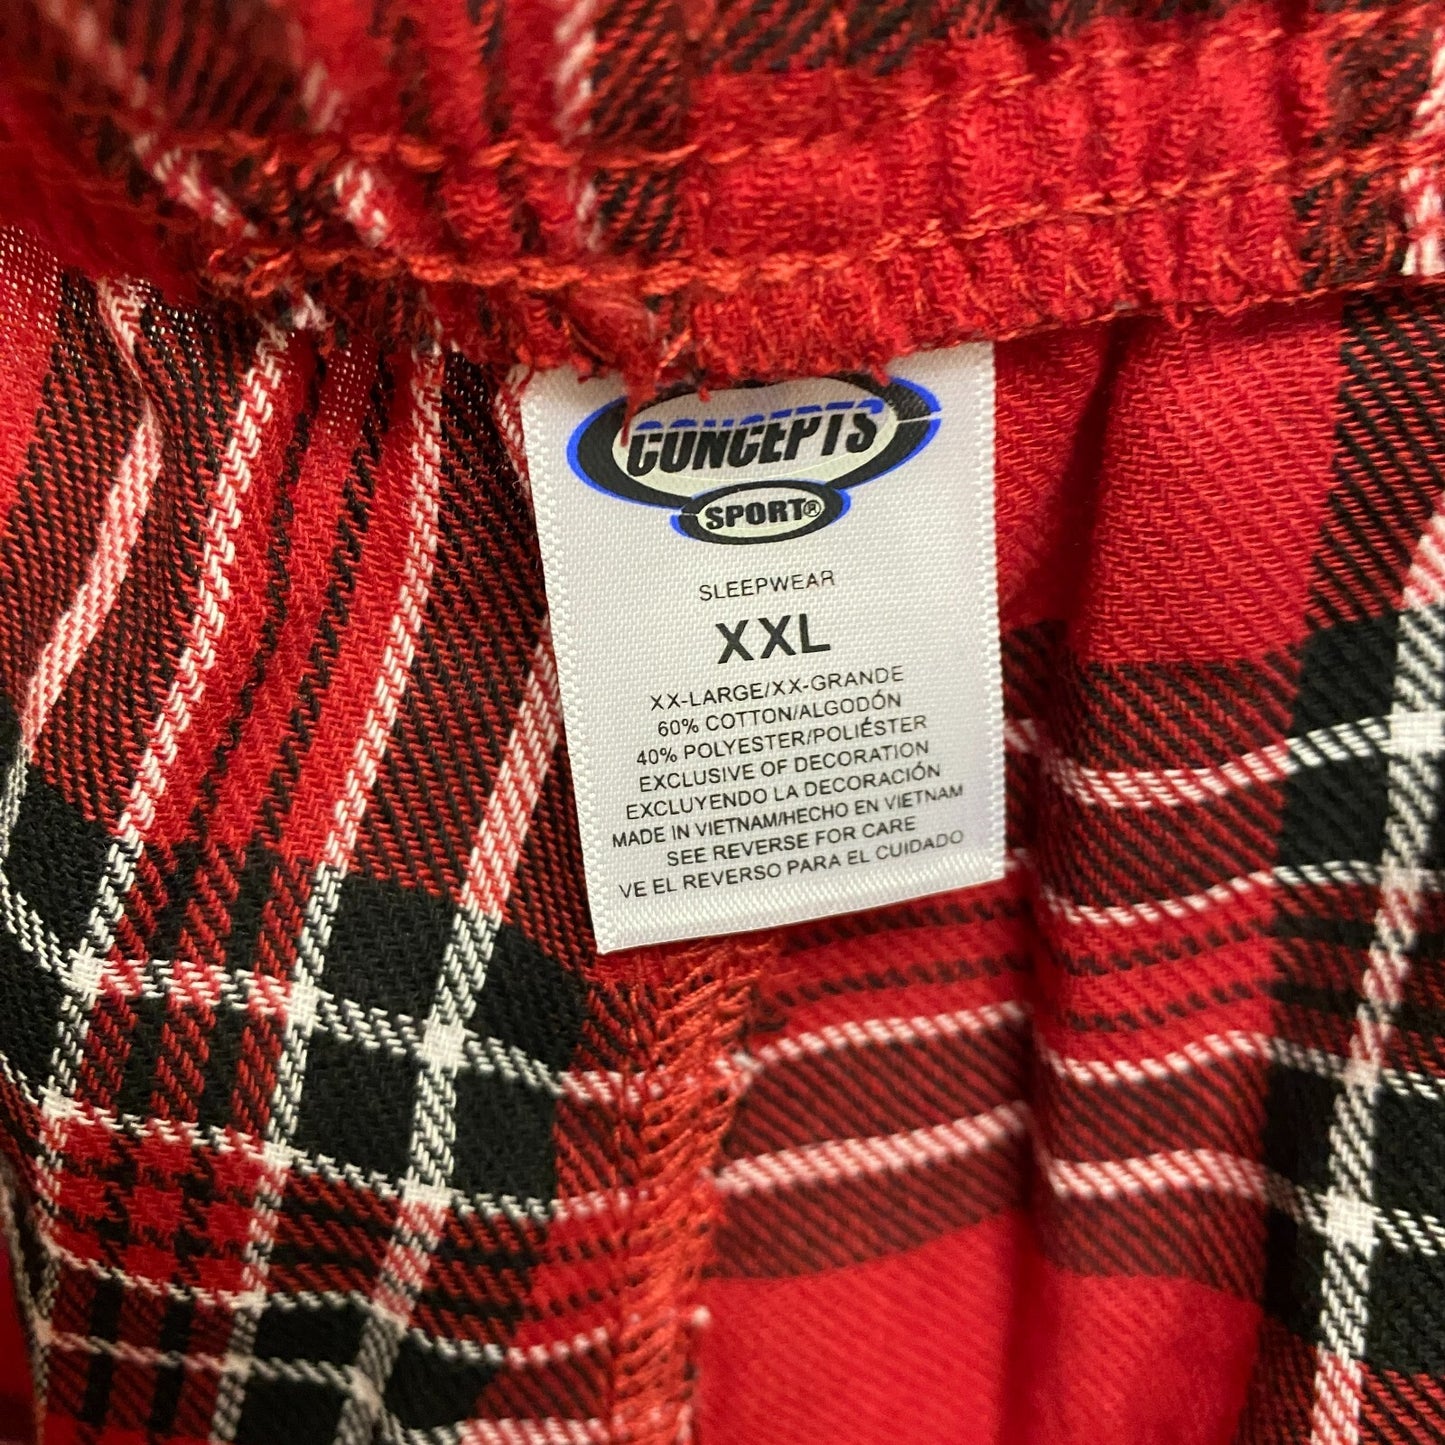 CONCEPTS
SPORT®
SLEEPWEAR
XXL
XX-LARGE/XX-GRANDE
60% COTTON/ALGODÓN
40% POLYESTER/POLIÉSTER
EXCLUSIVE OF DECORATION
EXCLUYENDO LA DECORACIÓN
MADE IN VIETNAM/HECHO EN VIETNAM
SEE REVERSE FOR CARE
VE EL REVERSO PARA EL CUIDADO